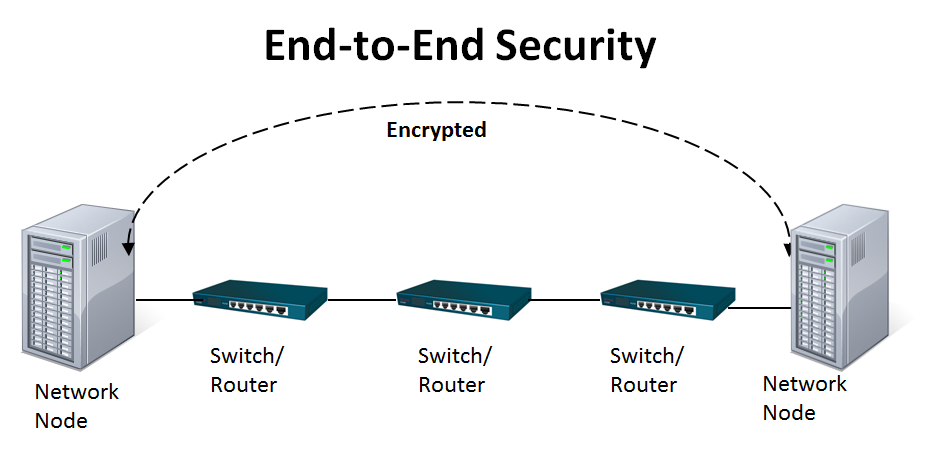 End-to-End Security
Encrypted
Network
Node
Switch/
Router
Switch/
Router
Switch/
Router
Network
Node